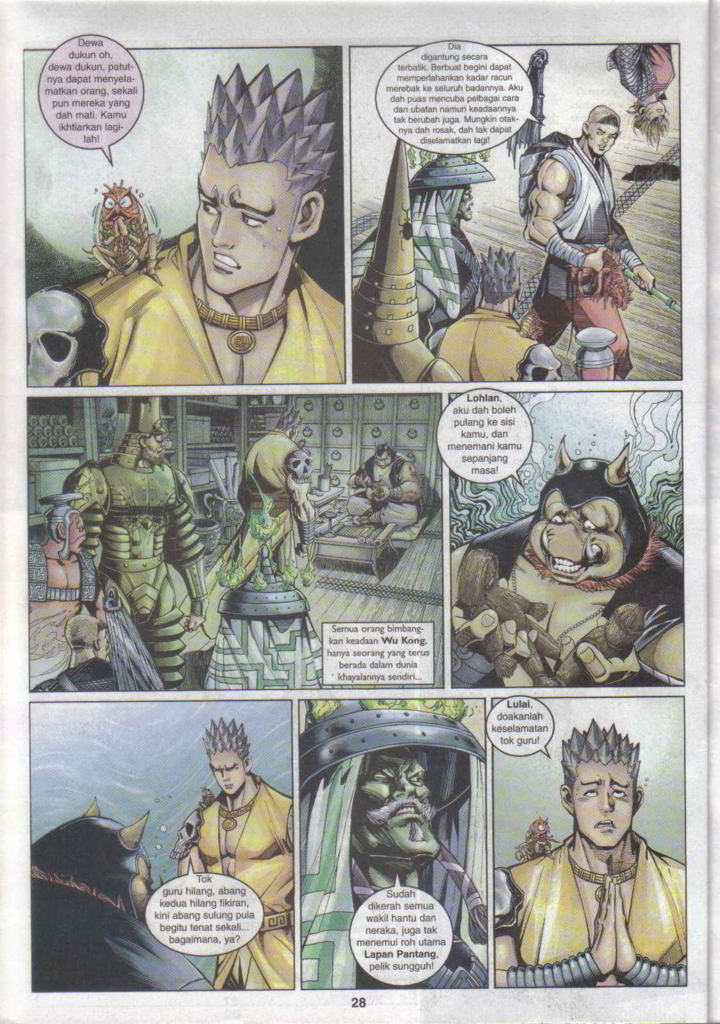 Dewa
dukun oh,
dewa dukun, patut-
nya dapat menyela-
matkan orang, sekali
pun mereka yang
dah mati. Kamu
ikhtiarkan lagi-
lah!
Dia
digantung secara
terbalik. Berbuat begini dapat
memperlahankan kadar racun
merebak ke seluruh badannya. Aku
dah puas mencuba pelbagai cara
dan ubatan namun keadaannya
tak berubah juga. Mungkin otak-
nya dah rosak, dah tak dapat
diselamatkan lagi!
Semua orang bimbang-
kan keadaan Wu Kong,
hanya seorang yang terus
berada dalam dunia
khayalannya sendiri...
Lohlan,
aku dah boleh
pulang ke sisi
kamu, dan
menemani kamu
sepanjang
masa!
Tok
guru hilang, abang
kedua hilang fikiran,
kini abang sulung pula
begitu tenat sekali...
bagaimana, ya?
Sudah
dikerah semua
wakil hantu dan
neraka, juga tak
menemui roh utama
Lapan Pantang,
pelik sungguh!
Lulai,
doakanlah
keselamatan
tok guru!
28